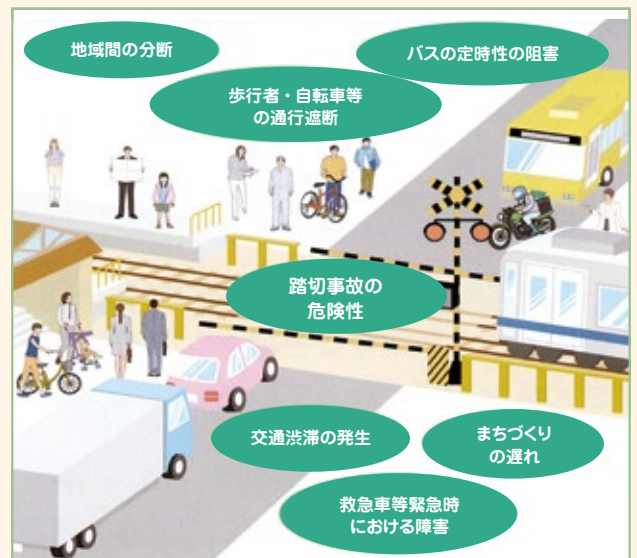 地域間の分断
バスの定時性の阻害
歩行者・自転車等
の通行遮断
踏切事故の
危険性
交通渋滞の発生
まちづくり
の遅れ
救急車等緊急時
における障害